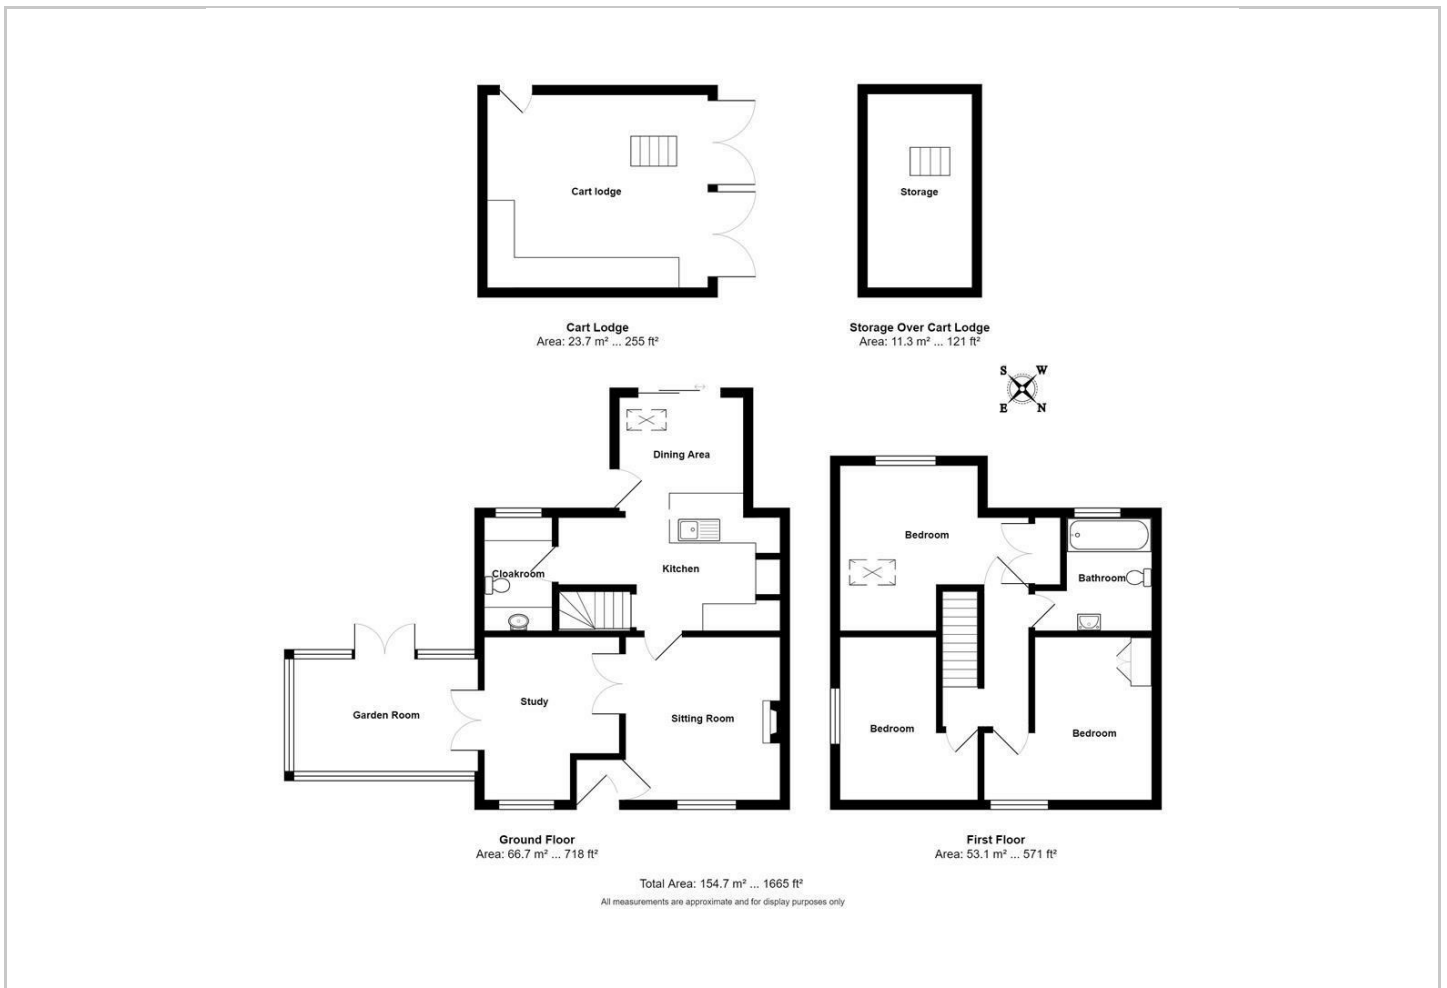 Cart lodge
Storage
Cart Lodge
Area: 23.7 m² ... 255 ft²
Storage Over Cart Lodge
Area: 11.3 m² ... 121 ft²
S W
E N
Dining Area
Kitchen
Cloakroom
Garden Room
Study
Sitting Room
Bedroom
Bathroom
Bedroom
Bedroom
Ground Floor
Area: 66.7 m² ... 718 ft²
First Floor
Area: 53.1 m² ... 571 ft²
Total Area: 154.7 m² ... 1665 ft²
All measurements are approximate and for display purposes only